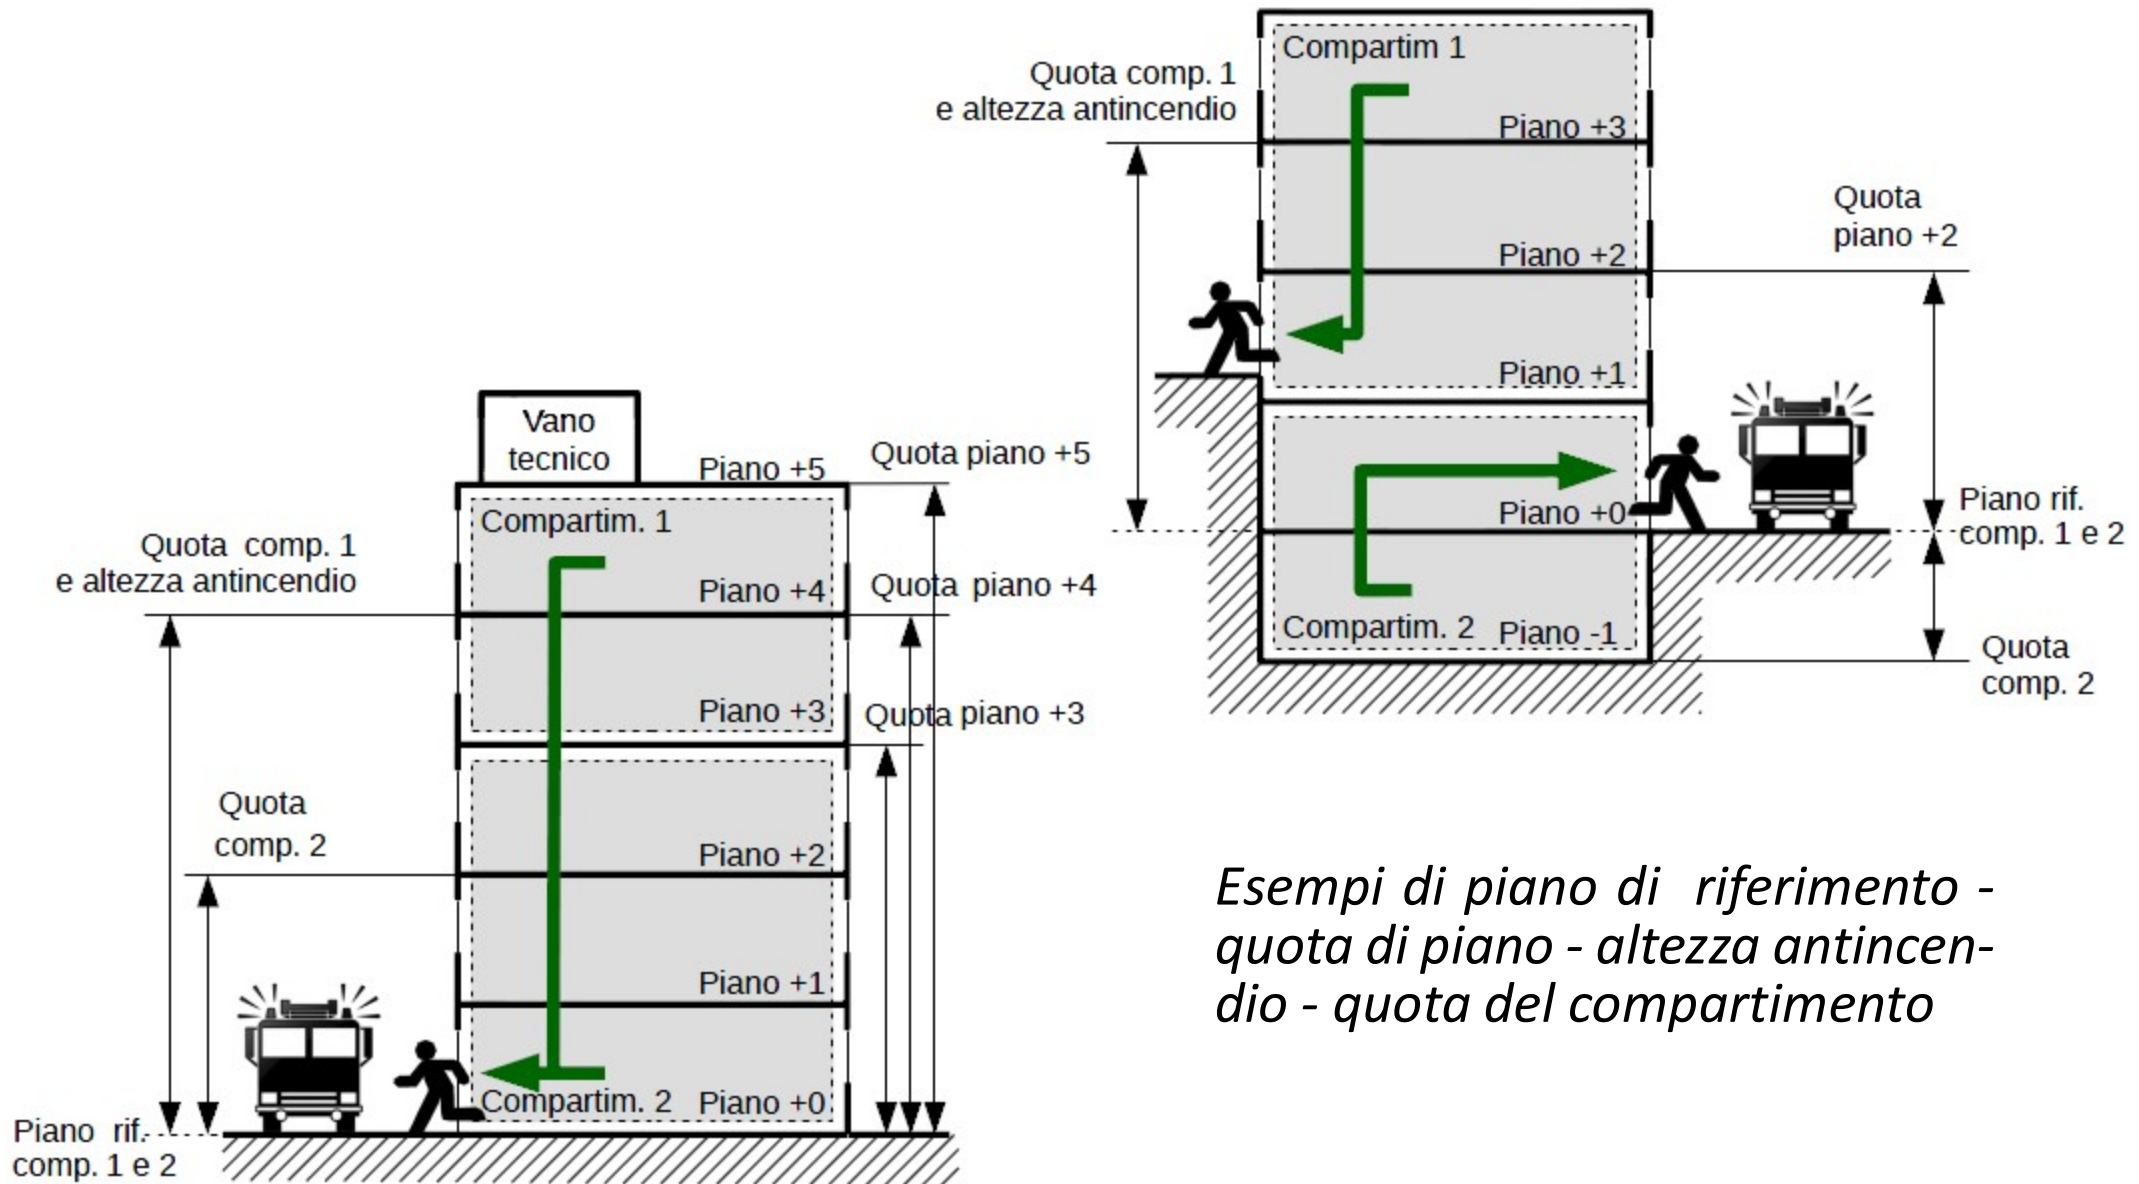 Compartim 1
Quota comp. 1
e altezza antincendio
Piano +3
Quota
piano +2
Piano +2
Piano +1
Piano +0
Piano rif.
comp. 1 e 2
Compartim. 2 Piano -1
Quota
comp. 2
Vano
tecnico
Piano +5
Quota piano +5
Compartim. 1
Quota comp. 1
e altezza antincendio
Piano +4
Quota piano +4
Piano +3
Quota piano +3
Quota
comp. 2
Piano +2
Piano +1
Compartim. 2 Piano +0
Piano rif.
comp. 1 e 2
Esempi di piano di riferimento -
quota di piano - altezza antincen-
dio - quota del compartimento